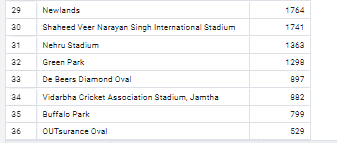 29 Newlands 1764
30 Shaheed Veer Narayan Singh International Stadium 1741
31 Nehru Stadium 1363
32 Green Park 1298
33 De Beers Diamond Oval 897
34 Vidarbha Cricket Association Stadium, Jamtha 882
35 Buffalo Park 799
36 OUTsurance Oval 529